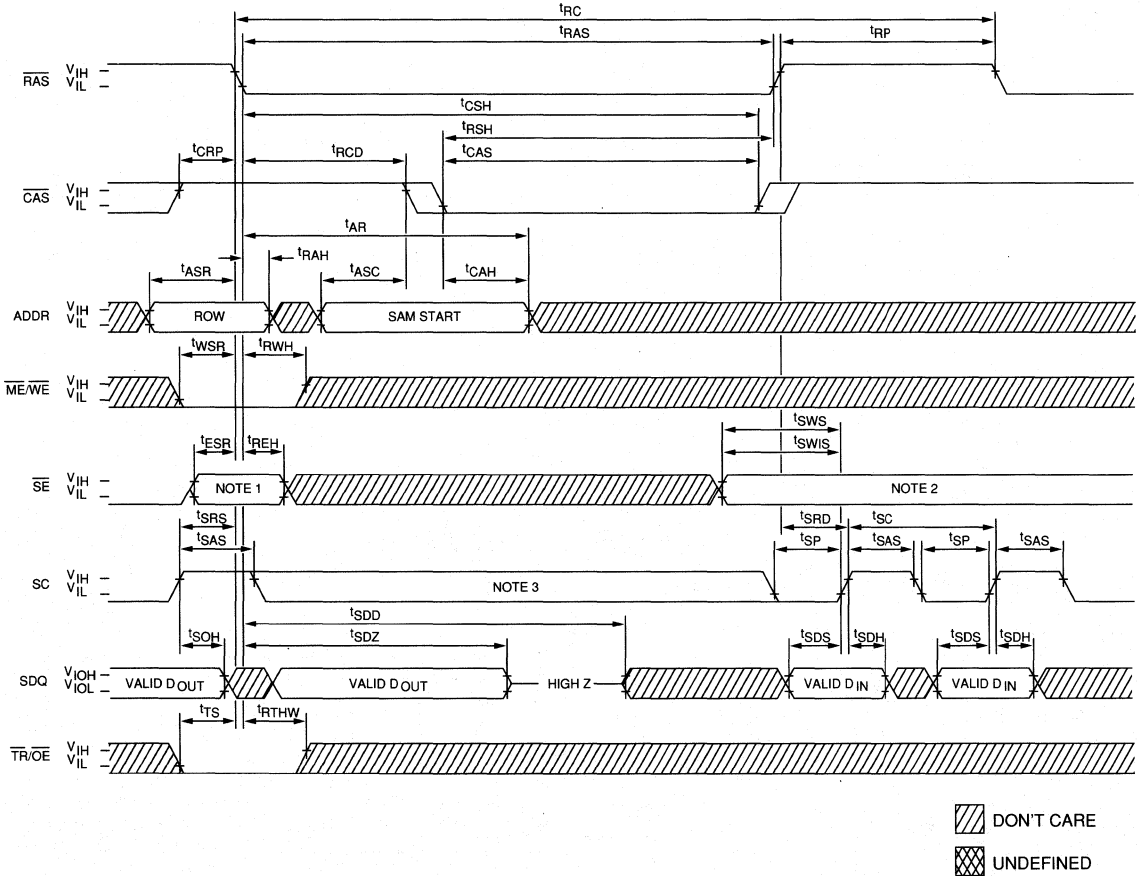 tRC
tRAS tRP
RAS VIH
VIL
tCSH
tRSH
tCRP tRCD tCAS
CAS VIH
VIL
tAR
tRAH
tASR tASC tCAH
ADDR VIH
VIL
ROW SAM START
tWSR tRWH
ME/WE VIH
VIL
tSWS
tESR tREH tSWIS
SE VIH
VIL
NOTE 1 NOTE 2
tSRS tSRD tSC
tSAS tSP tSAS tSP tSAS
SC VIH
VIL
NOTE 3
tSDD
tSOH tSDZ tSDS tSDH tSDS tSDH
SDQ VIOH
VIOL
VALID DOUT VALID DOUT HIGH Z VALID DIN VALID DIN
tTS tRTHW
TR/OE VIH
VIL
DON'T CARE
UNDEFINED